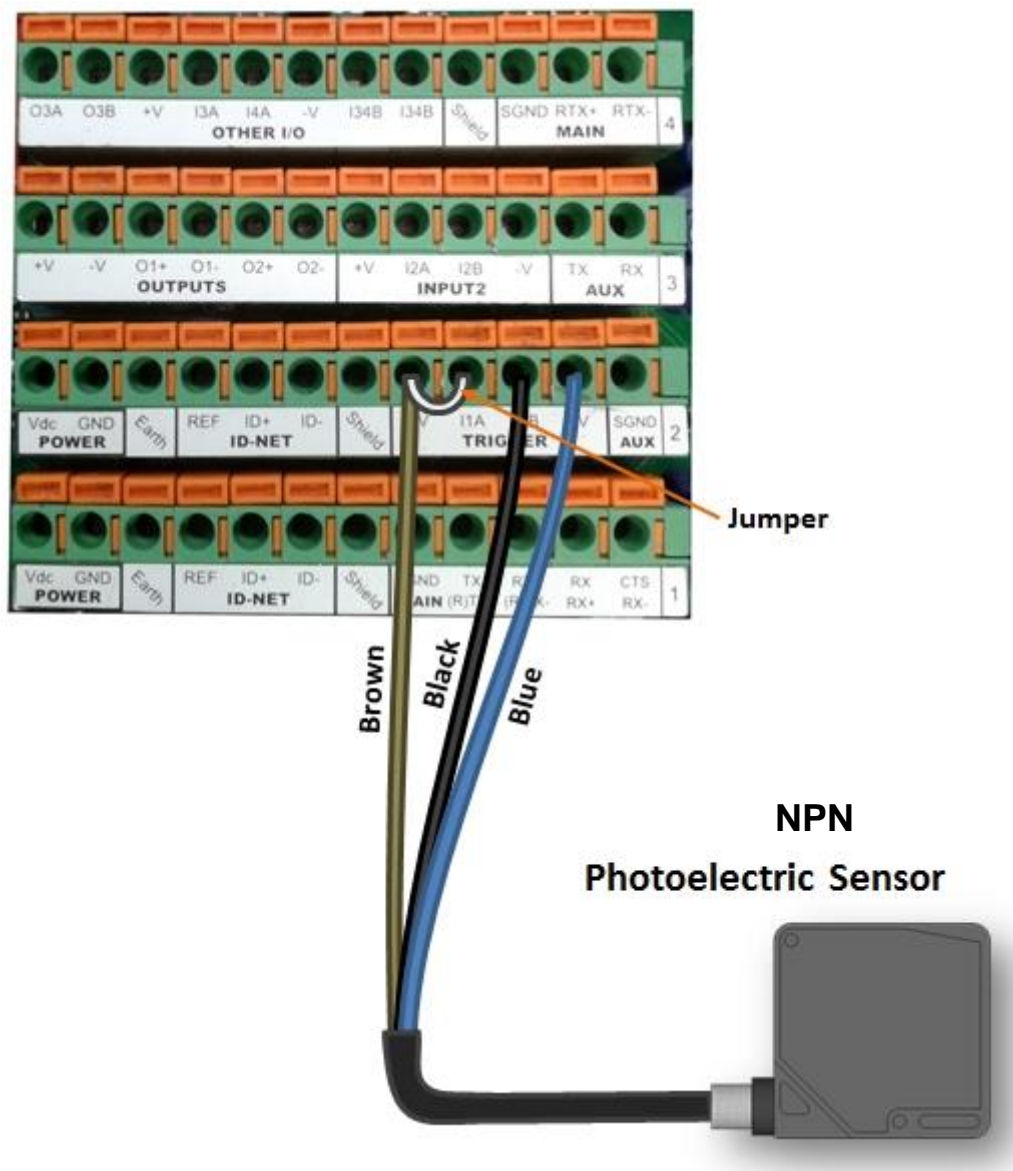 O3A O3B +V I3A I4A -V I34B I34B Shield SGND RTX+ RTX- 4
OTHER I/O MAIN
+V -V O1+ O1- O2+ O2- +V I2A I2B -V TX RX 3
OUTPUTS INPUT2 AUX
Vdc GND Earth REF ID+ ID- Shield V I1A B V SGND 2
POWER ID-NET AUX
Jumper
Vdc GND Earth REF ID+ ID- Shield ND TX RX CTS 1
POWER ID-NET AIN RX+ RX-
Brown
Black
Blue
NPN
Photoelectric Sensor